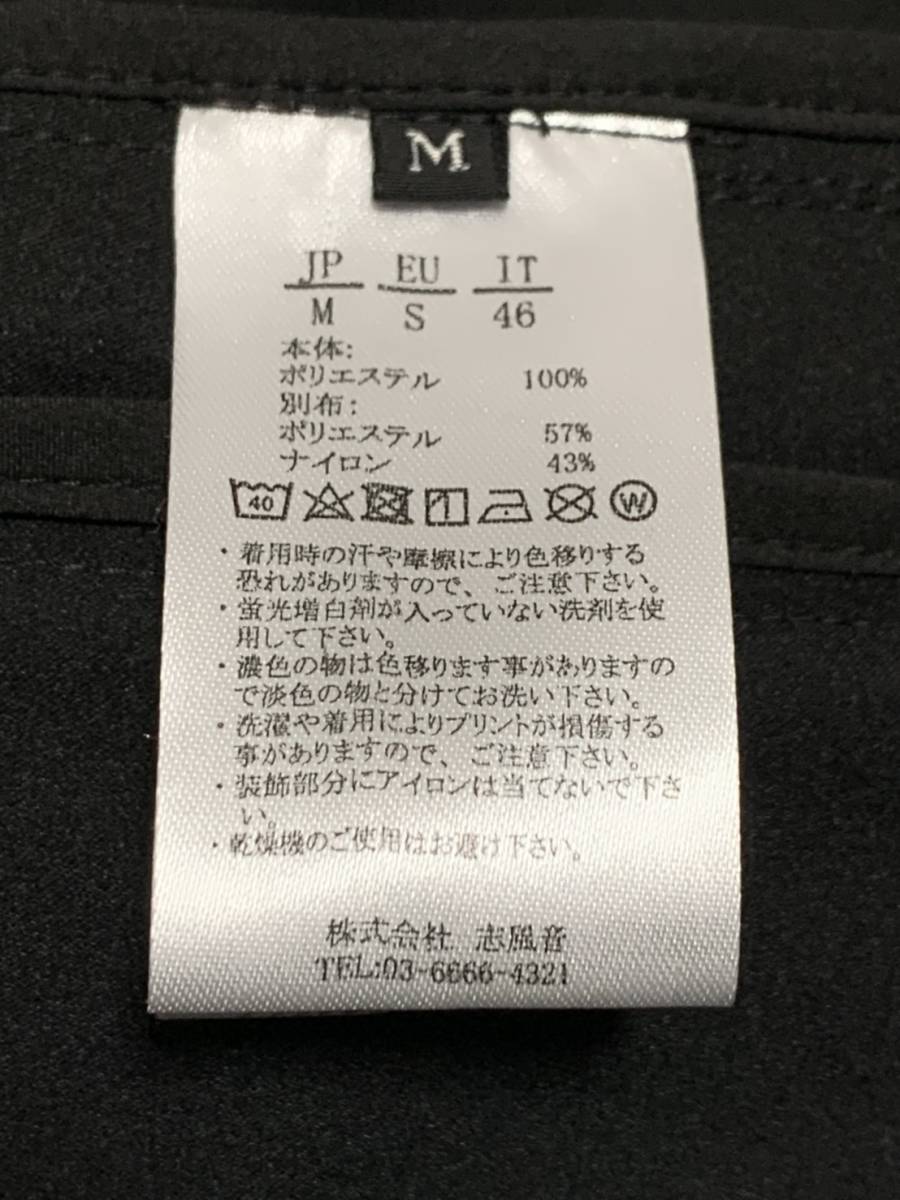 M
JP EU IT
M S 46
本体:
ポリエステル 100%
別布:
ポリエステル 57%
ナイロン 43%
40 W
・着用時の汗や摩擦により色移りする
恐れがありますので、ご注意下さい。
・蛍光増白剤が入っていない洗剤を使
用して下さい。
・濃色の物は色移ります事がありますの
で淡色の物と分けてお洗い下さい。
・洗濯や着用によりプリントが損傷する
事がありますので、ご注意下さい。
・装飾部分にアイロンは当てないで下さ
い。
・乾燥機のご使用はお避け下さい。
株式会社 志風音
TEL:03-6666-4321